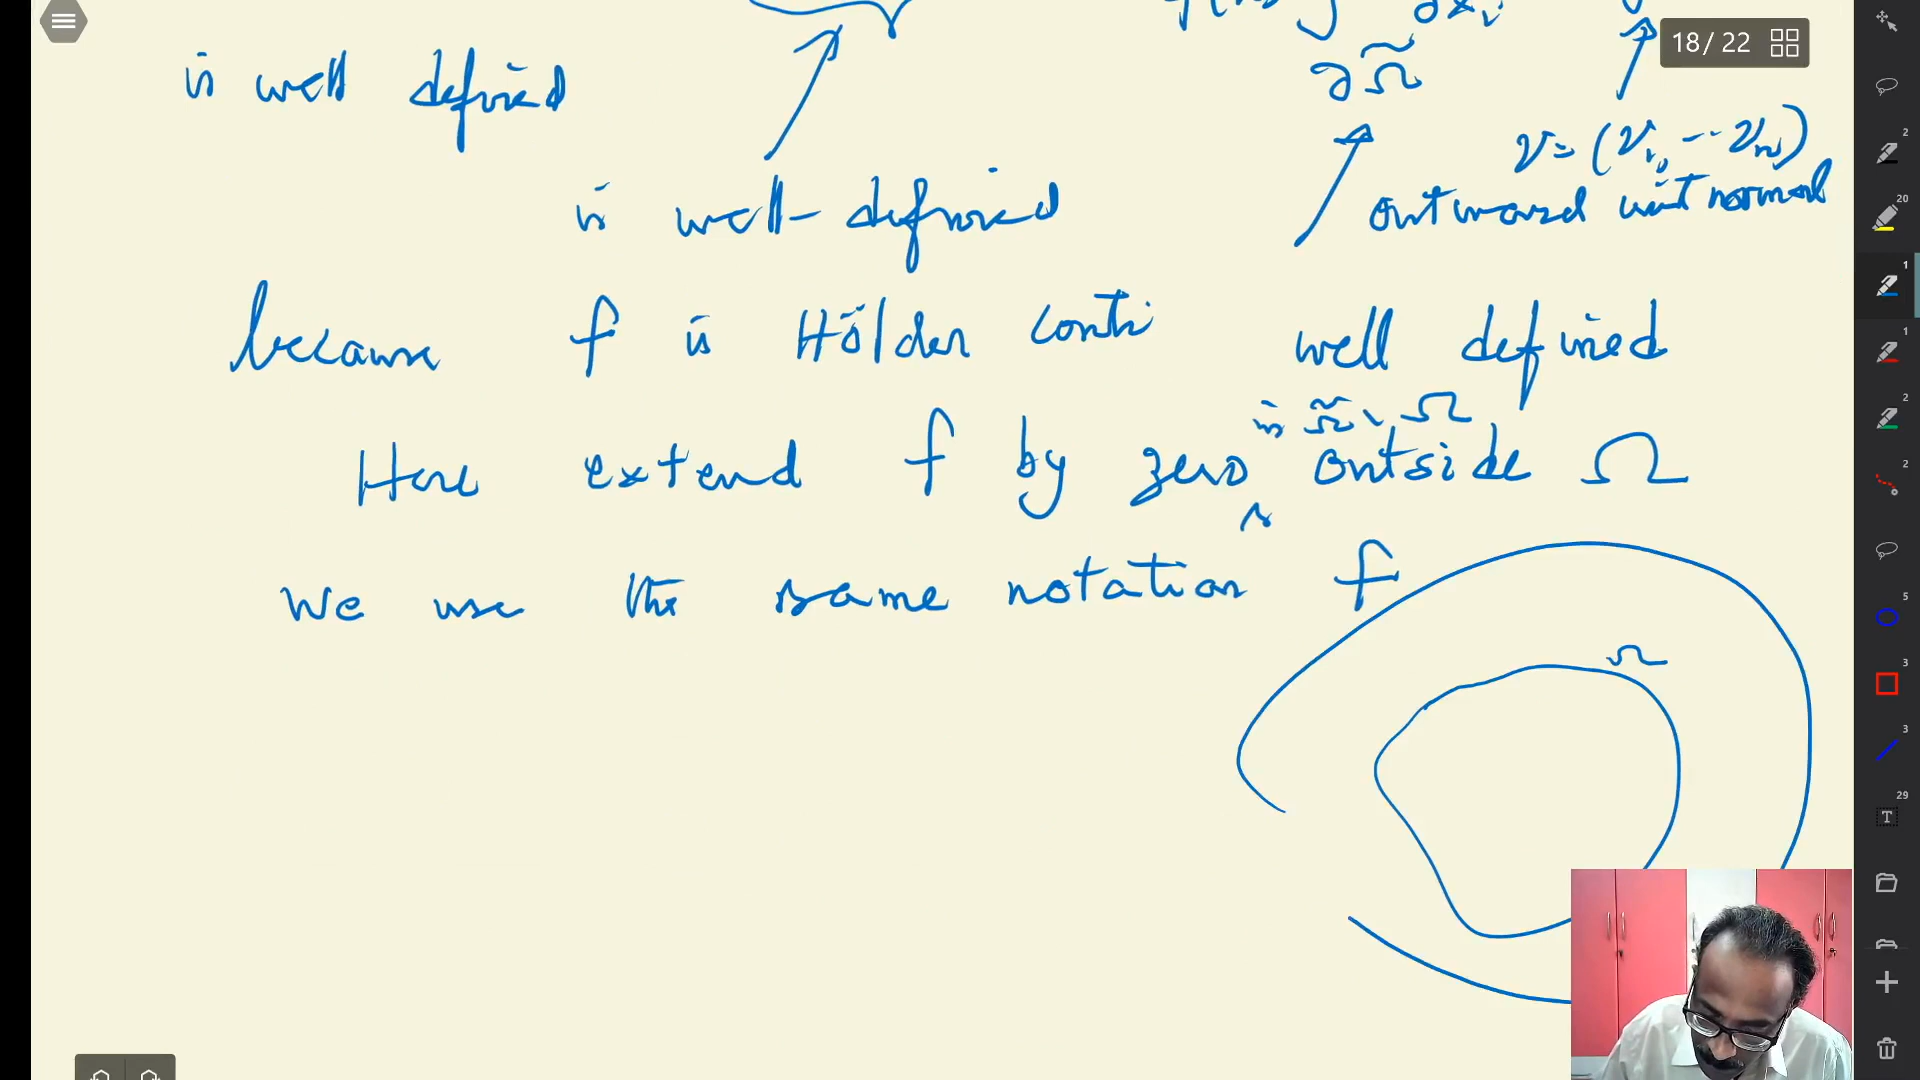 18/ 22
∂Ω̃
is well defined
ν = (ν₁, --- νₙ)
outward unit normal
is well-defined
because f is Hölder conti
well defined
in Ω̃ \ Ω
Here extend f by zero outside Ω
We use the same notation f
Ω